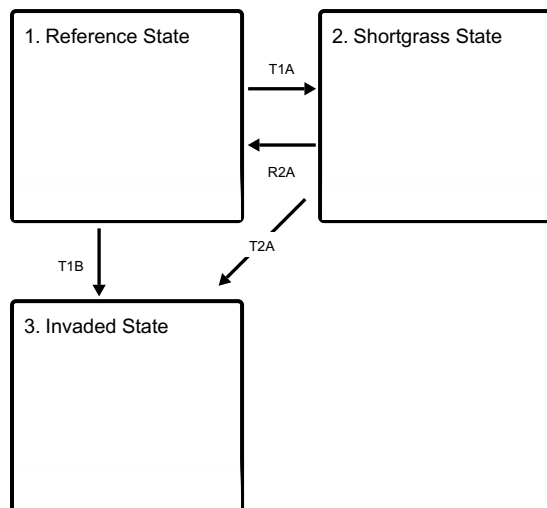 1. Reference State
2. Shortgrass State
T1A
R2A
T2A
T1B
3. Invaded State